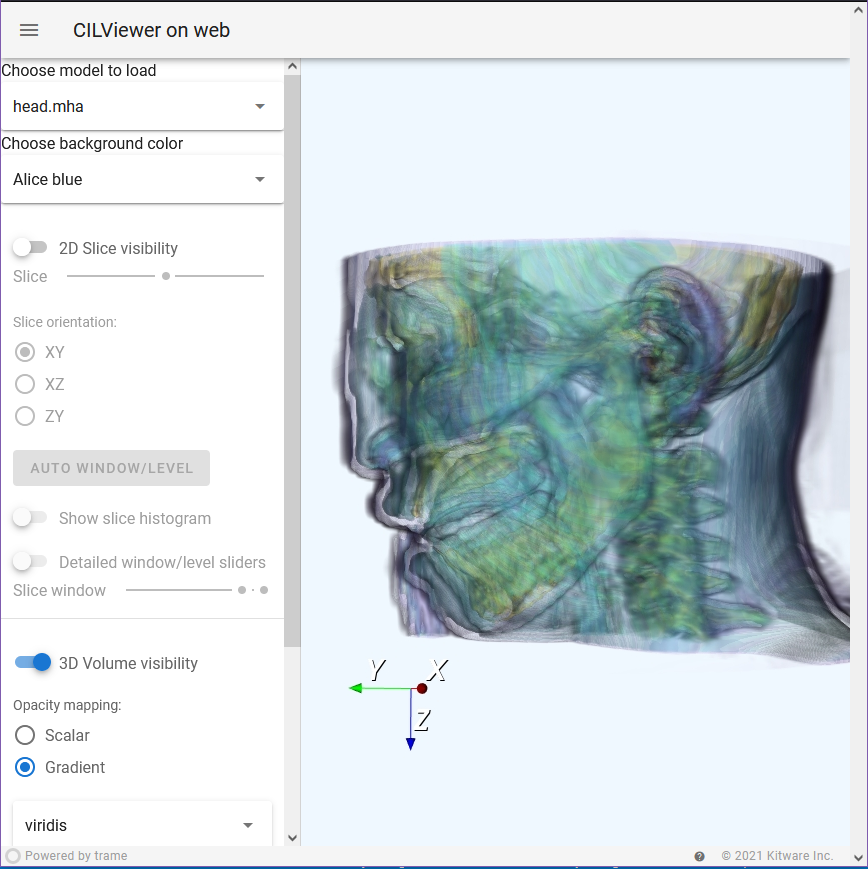 CILViewer on web
Choose model to load
head.mha
Choose background color
Alice blue
2D Slice visibility
Slice
Slice orientation:
XY
XZ
ZY
AUTO WINDOW/LEVEL
Show slice histogram
Detailed window/level sliders
Slice window
3D Volume visibility
Opacity mapping:
Scalar
Gradient
viridis
Y X
Z
Powered by trame
? © 2021 Kitware Inc.